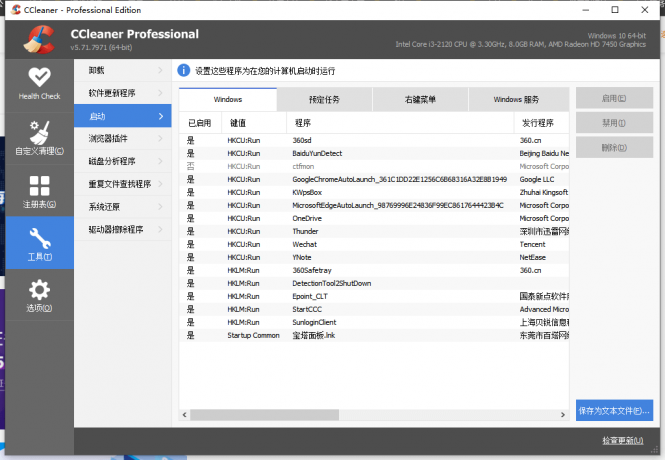 CCleaner - Professional Edition
CCleaner Professional
v5.71.7971 (64-bit)
Windows 10 64-bit
Intel Core i3-2120 CPU @ 3.30GHz, 8.0GB RAM, AMD Radeon HD 7450 Graphics
Health Check
自定义清理(C)
注册表(G)
工具(T)
选项(O)
卸载
软件更新程序
启动
浏览器插件
磁盘分析程序
重复文件查找程序
系统还原
驱动器擦除程序
设置这些程序为在您的计算机启动时运行
Windows 预定任务 右键菜单 Windows 服务
已启用 键值 程序 发行程序
是 HKCU:Run 360sd 360.cn
是 HKCU:Run BaiduYunDetect Beijing Baidu Ne
否 HKCU:Run ctfmon Microsoft Corpo
是 HKCU:Run GoogleChromeAutoLaunch_361C1DD22E1256C6B68316A32E8B1949 Google LLC
是 HKCU:Run KWpsBox Zhuhai Kingsoft
是 HKCU:Run MicrosoftEdgeAutoLaunch_98769996E24836F99EC8617644423B4C Microsoft Corpo
是 HKCU:Run OneDrive Microsoft Corpo
是 HKCU:Run Thunder 深圳市迅雷网络
是 HKCU:Run Wechat Tencent
是 HKCU:Run YNote NetEase
是 HKLM:Run 360Safetray 360.cn
是 HKLM:Run DetectionTool2ShutDown
是 HKLM:Run Epoint_CLT 国泰新点软件股
是 HKLM:Run StartCCC Advanced Micro
是 HKLM:Run SunloginClient 上海贝锐信息科
是 Startup Common 宝塔面板.lnk 东莞市百塔网络
启用(E)
禁用(I)
删除(D)
保存为文本文件(F)...
检查更新(U)